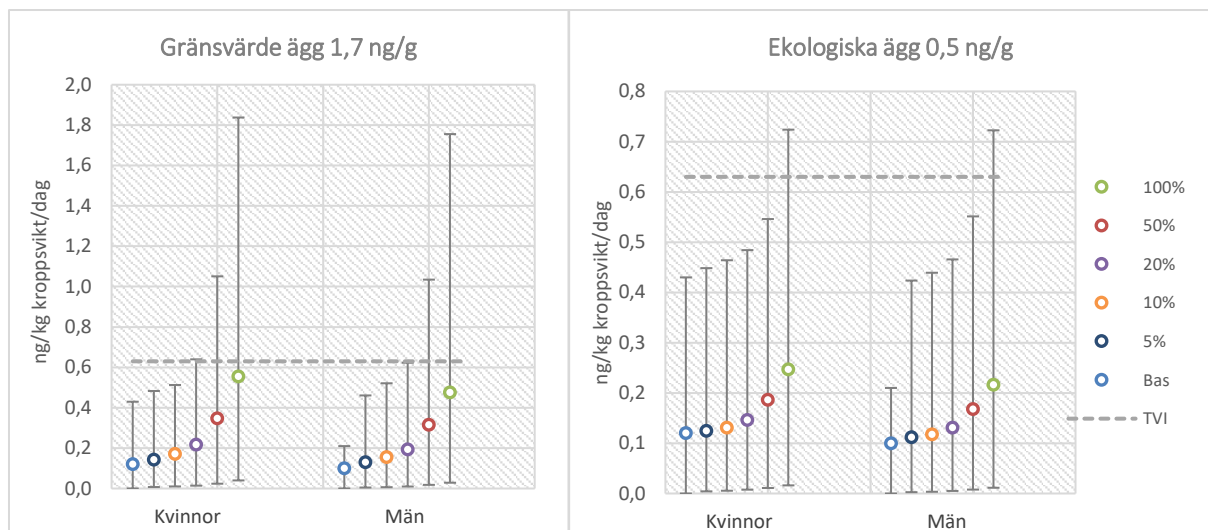 Gränsvärde ägg 1,7 ng/g
ng/kg kroppsvikt/dag
2,0
1,8
1,6
1,4
1,2
1,0
0,8
0,6
0,4
0,2
0,0
Kvinnor
Män
Ekologiska ägg 0,5 ng/g
ng/kg kroppsvikt/dag
0,8
0,7
0,6
0,5
0,4
0,3
0,2
0,1
0,0
Kvinnor
Män
100%
50%
20%
10%
5%
Bas
TVI